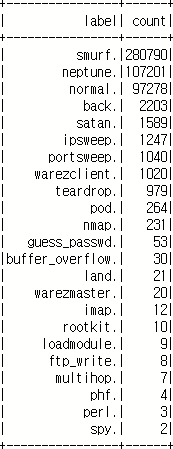 +----------------+------+
|           label| count|
+----------------+------+
|          smurf.|280790|
|        neptune.|107201|
|         normal.| 97278|
|           back.|  2203|
|          satan.|  1589|
|        ipsweep.|  1247|
|      portsweep.|  1040|
|    warezclient.|  1020|
|       teardrop.|   979|
|            pod.|   264|
|           nmap.|   231|
|   guess_passwd.|    53|
|buffer_overflow.|    30|
|           land.|    21|
|    warezmaster.|    20|
|           imap.|    12|
|        rootkit.|    10|
|     loadmodule.|     9|
|      ftp_write.|     8|
|       multihop.|     7|
|            phf.|     4|
|           perl.|     3|
|            spy.|     2|
+----------------+------+